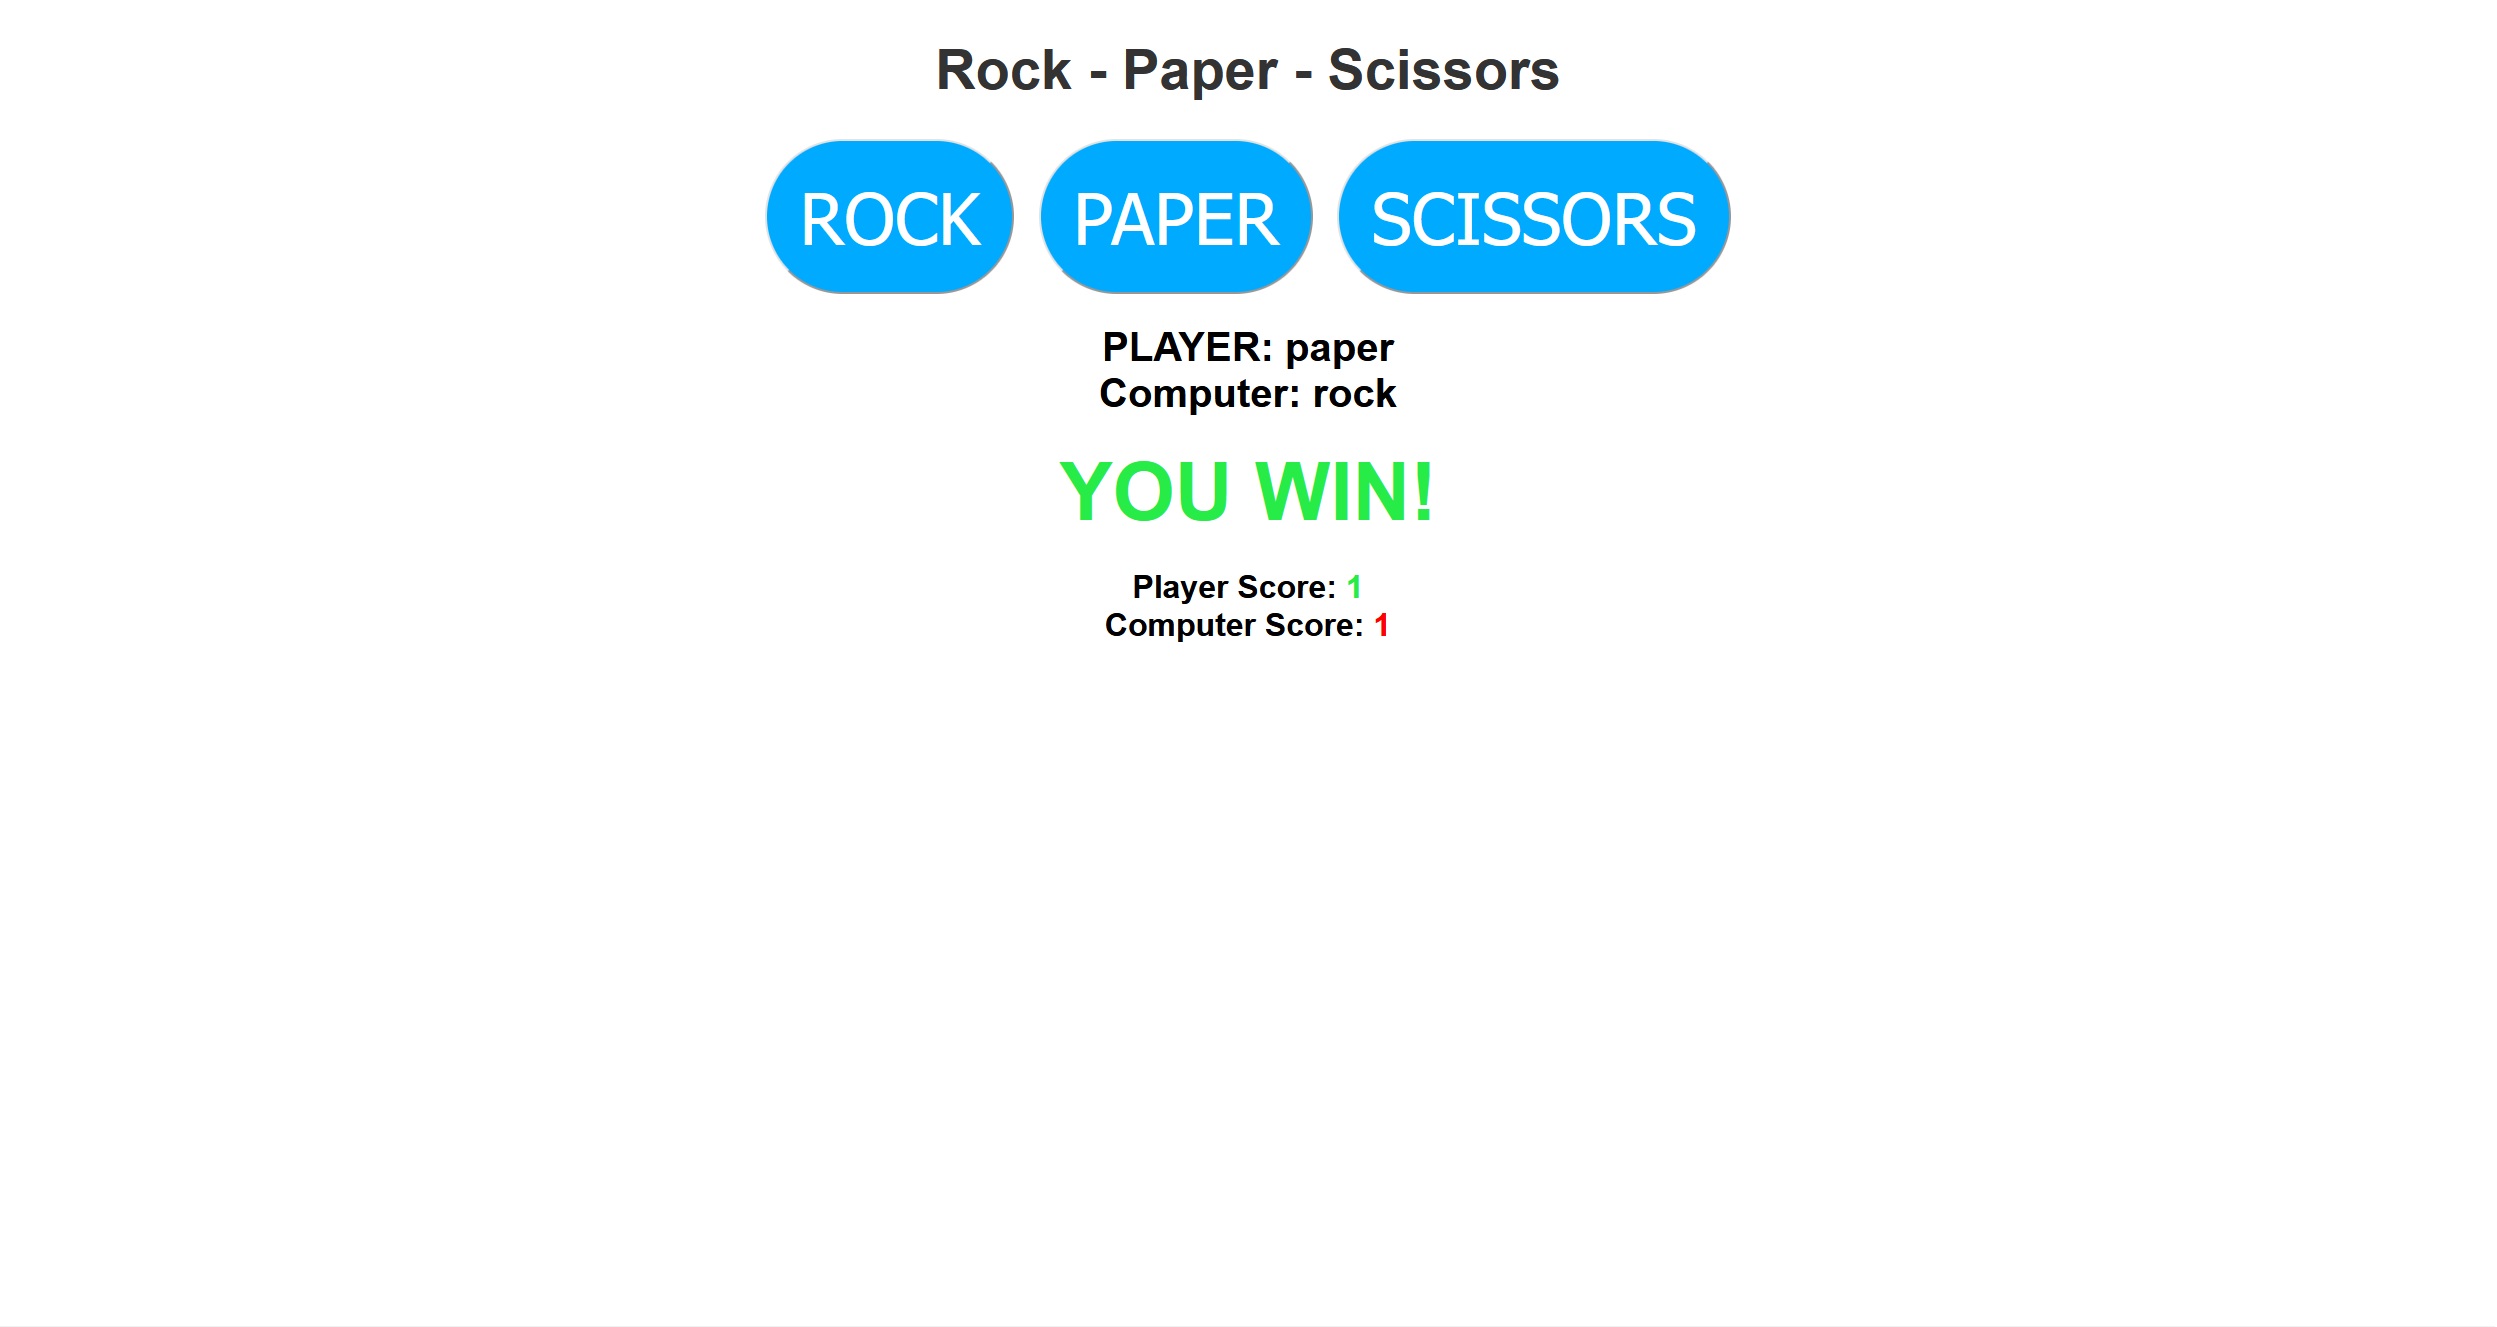 Rock - Paper - Scissors
ROCK PAPER SCISSORS
PLAYER: paper
Computer: rock
YOU WIN!
Player Score: 1
Computer Score: 1